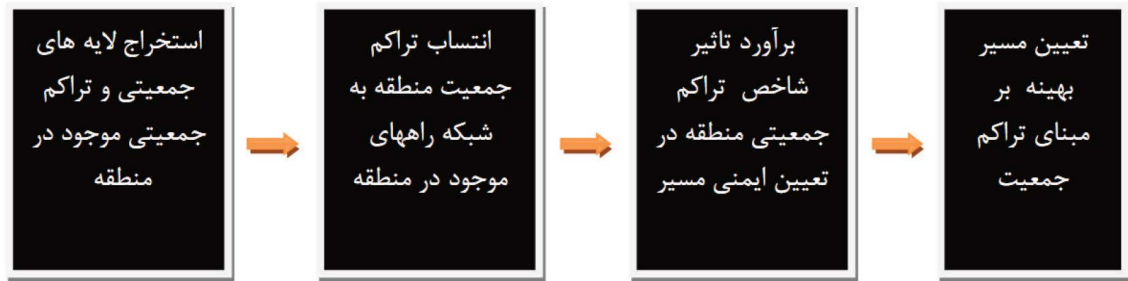 استخراج لایه های
جمعیتی و تراکم
جمعیتی موجود در
منطقه
انتساب تراکم
جمعیت منطقه به
شبکه راههای
موجود در منطقه
برآورد تاثیر
شاخص تراکم
جمعیتی منطقه در
تعیین ایمنی مسیر
تعیین مسیر
بهینه بر
مبنای تراکم
جمعیت